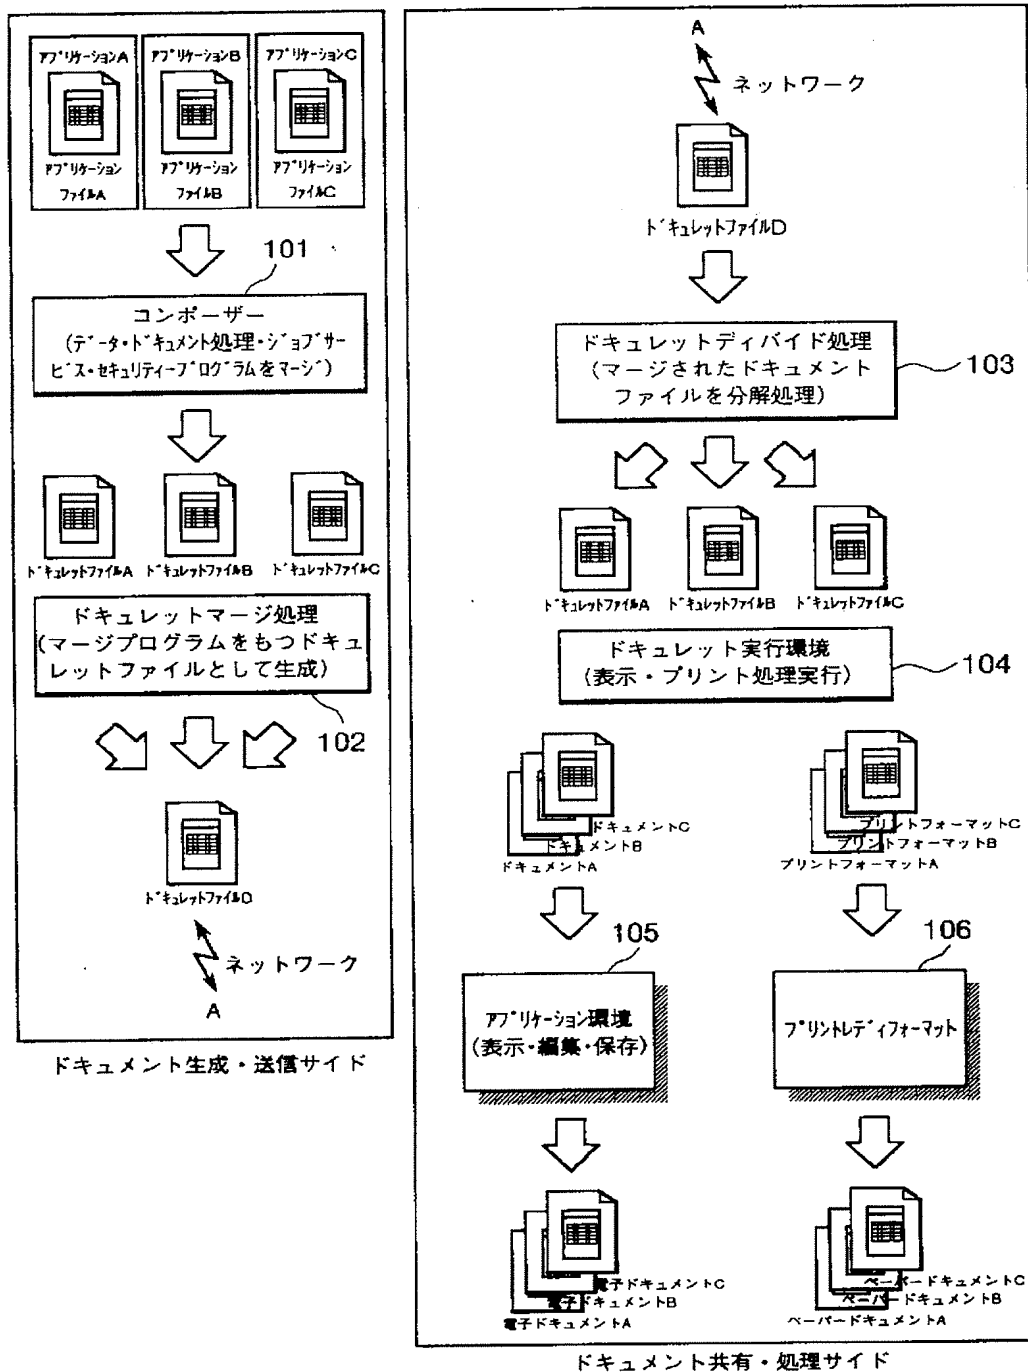 アプリケーションA
アプリケーションB
アプリケーションC
アプリケーション
ファイルA
アプリケーション
ファイルB
アプリケーション
ファイルC
101
コンポーザー
(データ・ドキュメント処理・ジョブサー
ビス・セキュリティープログラムをマージ)
ドキュレットファイルA
ドキュレットファイルB
ドキュレットファイルC
ドキュレットマージ処理
(マージプログラムをもつドキュ
レットファイルとして生成)
102
ドキュレットファイルD
ネットワーク
A
ドキュメント生成・送信サイド
A
ネットワーク
ドキュレットファイルD
ドキュレットディバイド処理
(マージされたドキュメント
ファイルを分解処理)
103
ドキュレットファイルA
ドキュレットファイルB
ドキュレットファイルC
ドキュレット実行環境
(表示・プリント処理実行)
104
ドキュメントC
ドキュメントB
ドキュメントA
プリントフォーマットC
プリントフォーマットB
プリントフォーマットA
105
アプリケーション環境
(表示・編集・保存)
106
プリントレディフォーマット
電子ドキュメントC
電子ドキュメントB
電子ドキュメントA
ペーパードキュメントC
ペーパードキュメントB
ペーパードキュメントA
ドキュメント共有・処理サイド